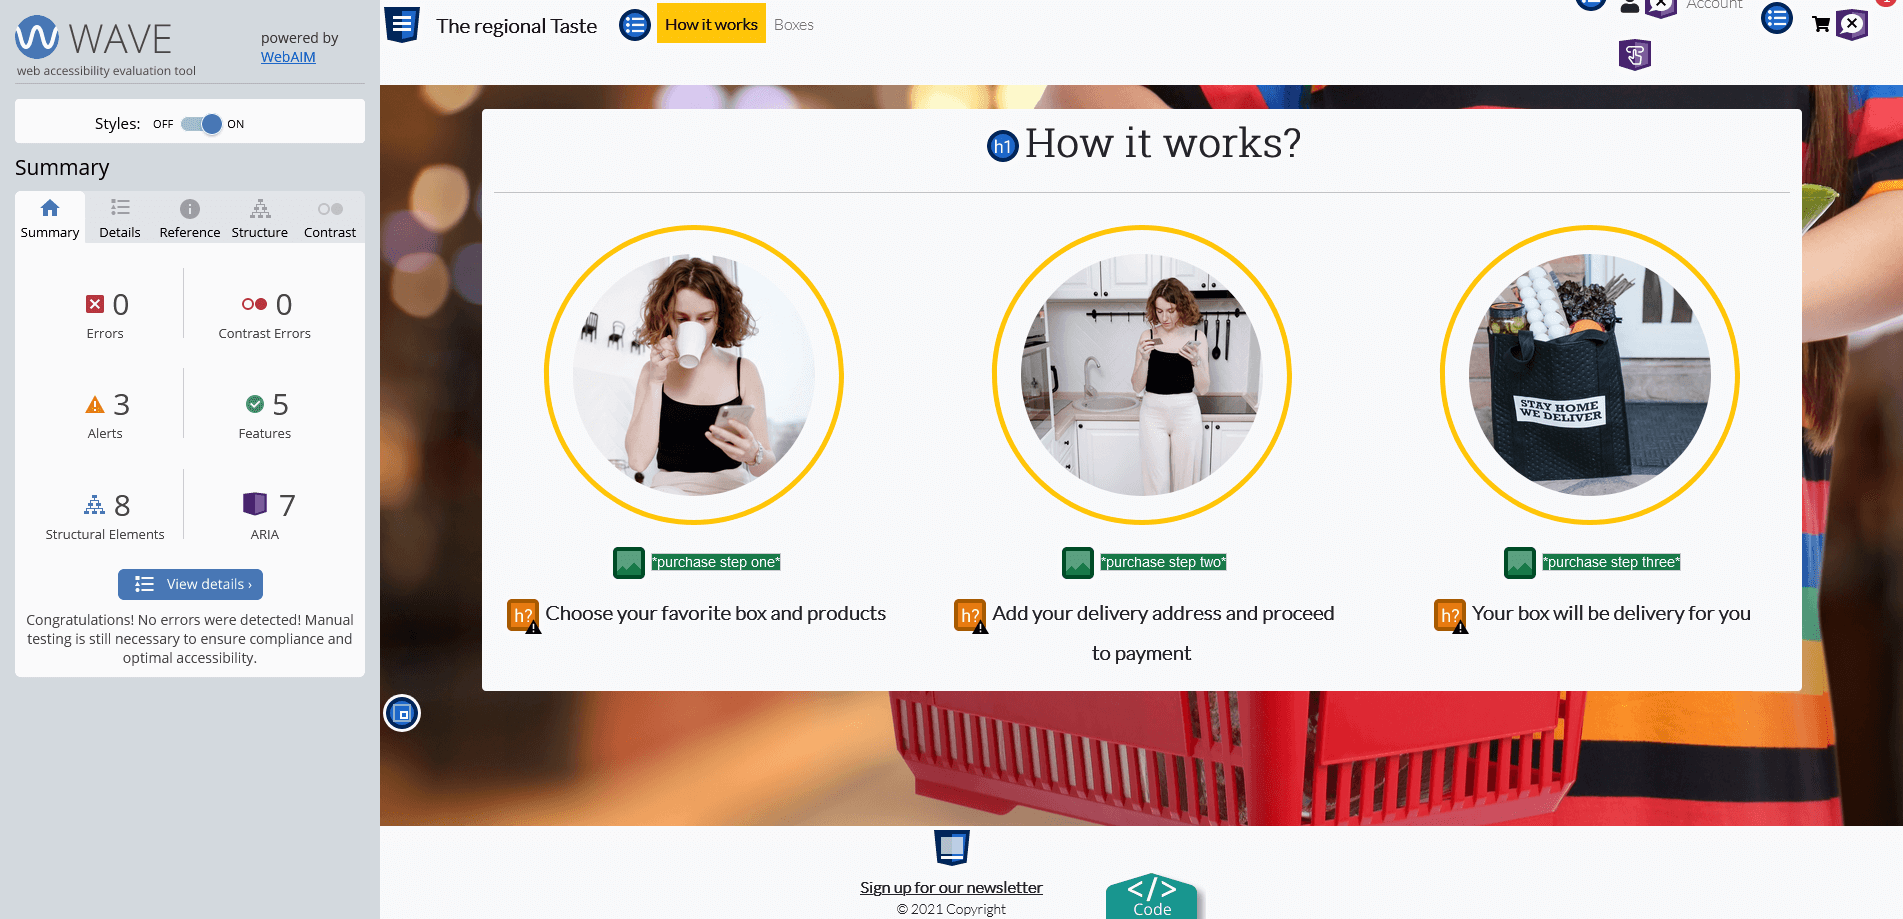 WAVE
powered by
WebAIM
web accessibility evaluation tool
Styles: OFF ON
Summary
Summary Details Reference Structure Contrast
0
Errors
0
Contrast Errors
3
Alerts
5
Features
8
Structural Elements
7
ARIA
View details ›
Congratulations! No errors were detected! Manual
testing is still necessary to ensure compliance and
optimal accessibility.
The regional Taste
How it works
Boxes
Account
1
h1 How it works?
STAY HOME
WE DELIVER
*purchase step one*
h? Choose your favorite box and products
*purchase step two*
h? Add your delivery address and proceed
to payment
*purchase step three*
h? Your box will be delivery for you
Sign up for our newsletter
© 2021 Copyright
</>
Code